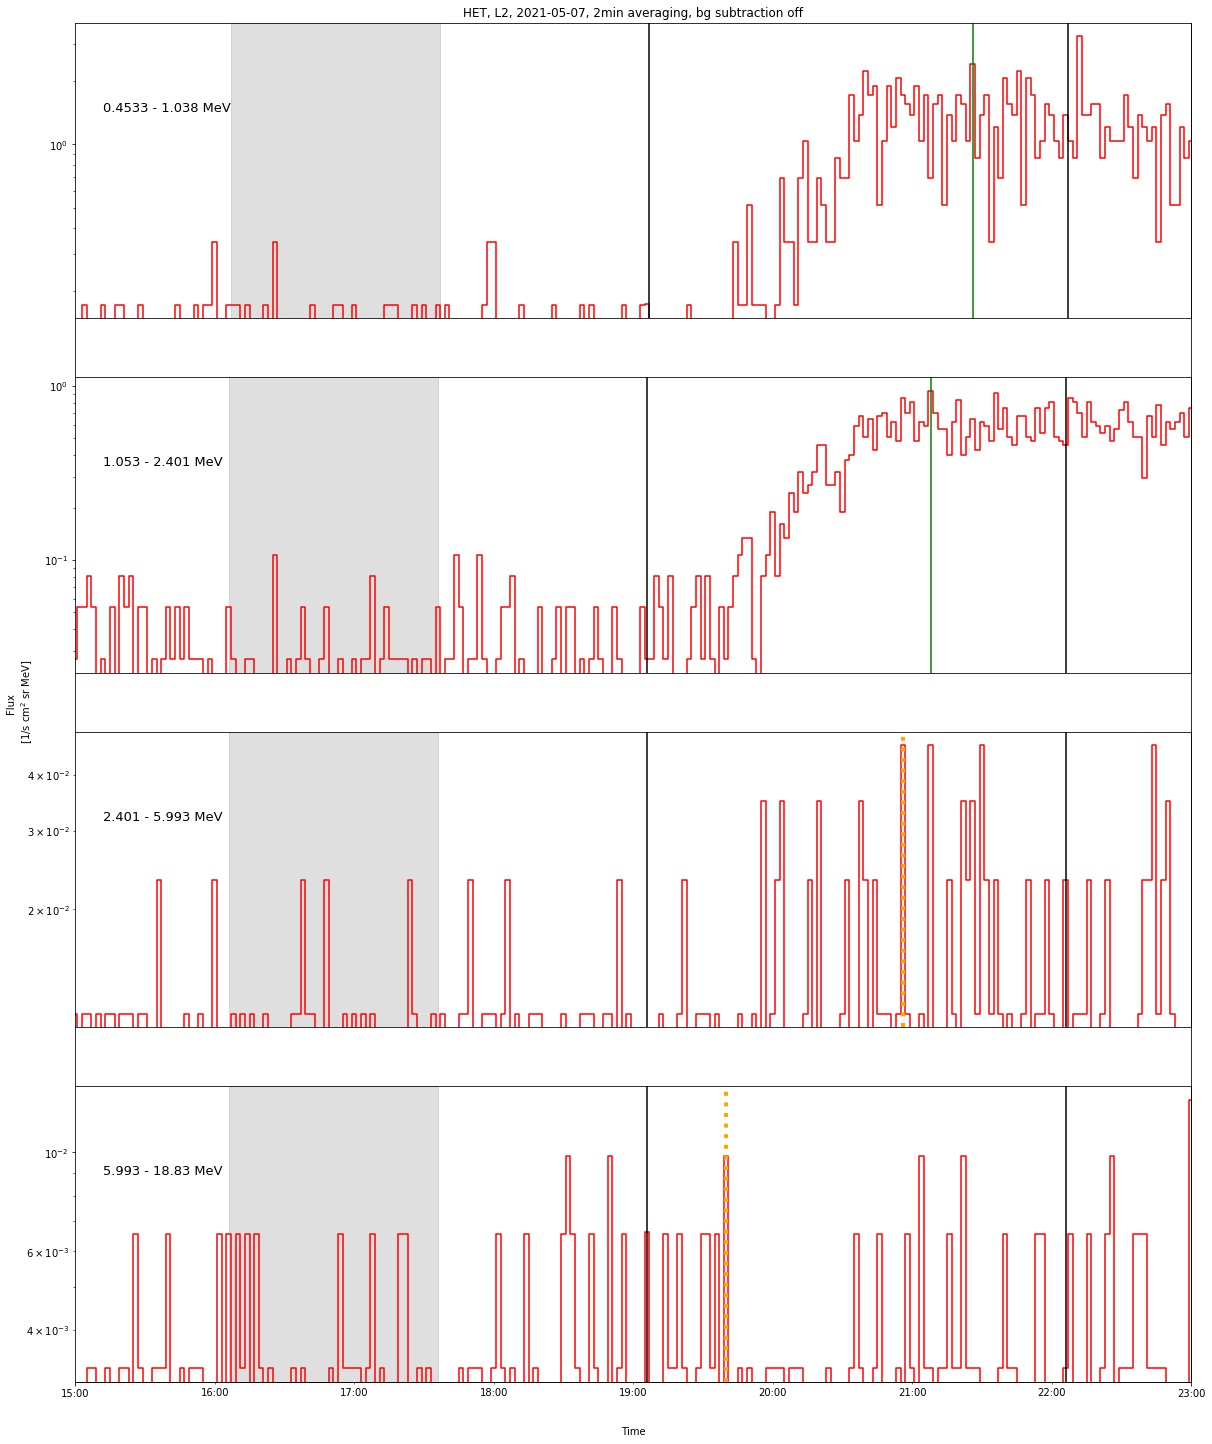 HET, L2, 2021-05-07, 2min averaging, bg subtraction off
0.4533 - 1.038 MeV
10⁰
10⁰
1.053 - 2.401 MeV
10⁻¹
Flux
[1/s cm² sr MeV]
4 × 10⁻²
2.401 - 5.993 MeV
3 × 10⁻²
2 × 10⁻²
10⁻²
5.993 - 18.83 MeV
6 × 10⁻³
4 × 10⁻³
15:00 16:00 17:00 18:00 19:00 20:00 21:00 22:00 23:00
Time